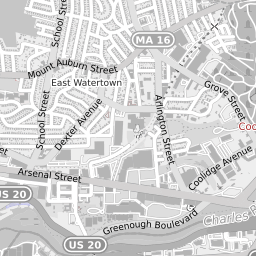 School Street
MA 16
Mount Auburn Street
East Watertown
Grove Street
School Street
Dexter Avenue
Arlington Street
Coo
Coolidge Avenue
Arsenal Street
US 20
Charles R
Greenough Boulevard
US 20